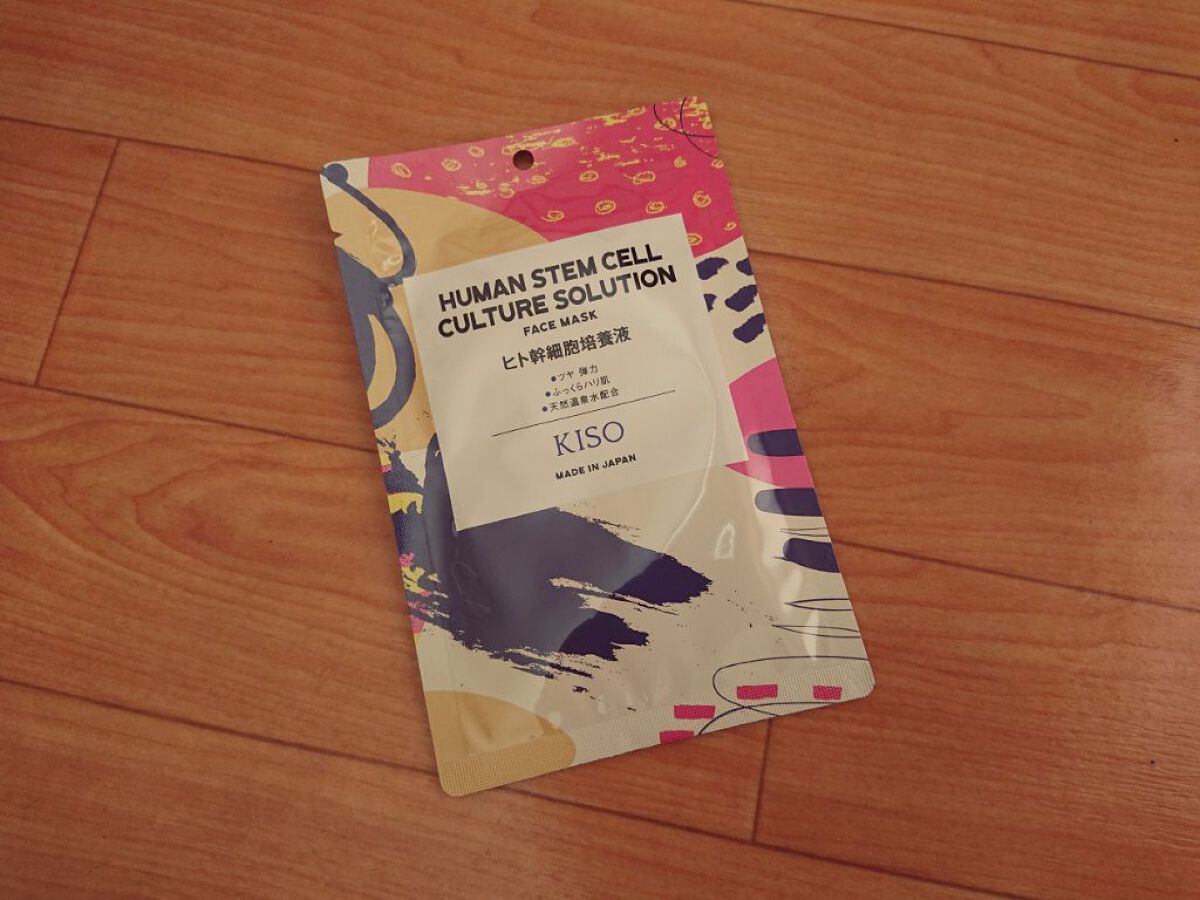 HUMAN STEM CELL
CULTURE SOLUTION
FACE MASK
ヒト幹細胞培養液
●ツヤ 弾力
●ふっくらハリ肌
●天然温泉水配合
KISO
MADE IN JAPAN